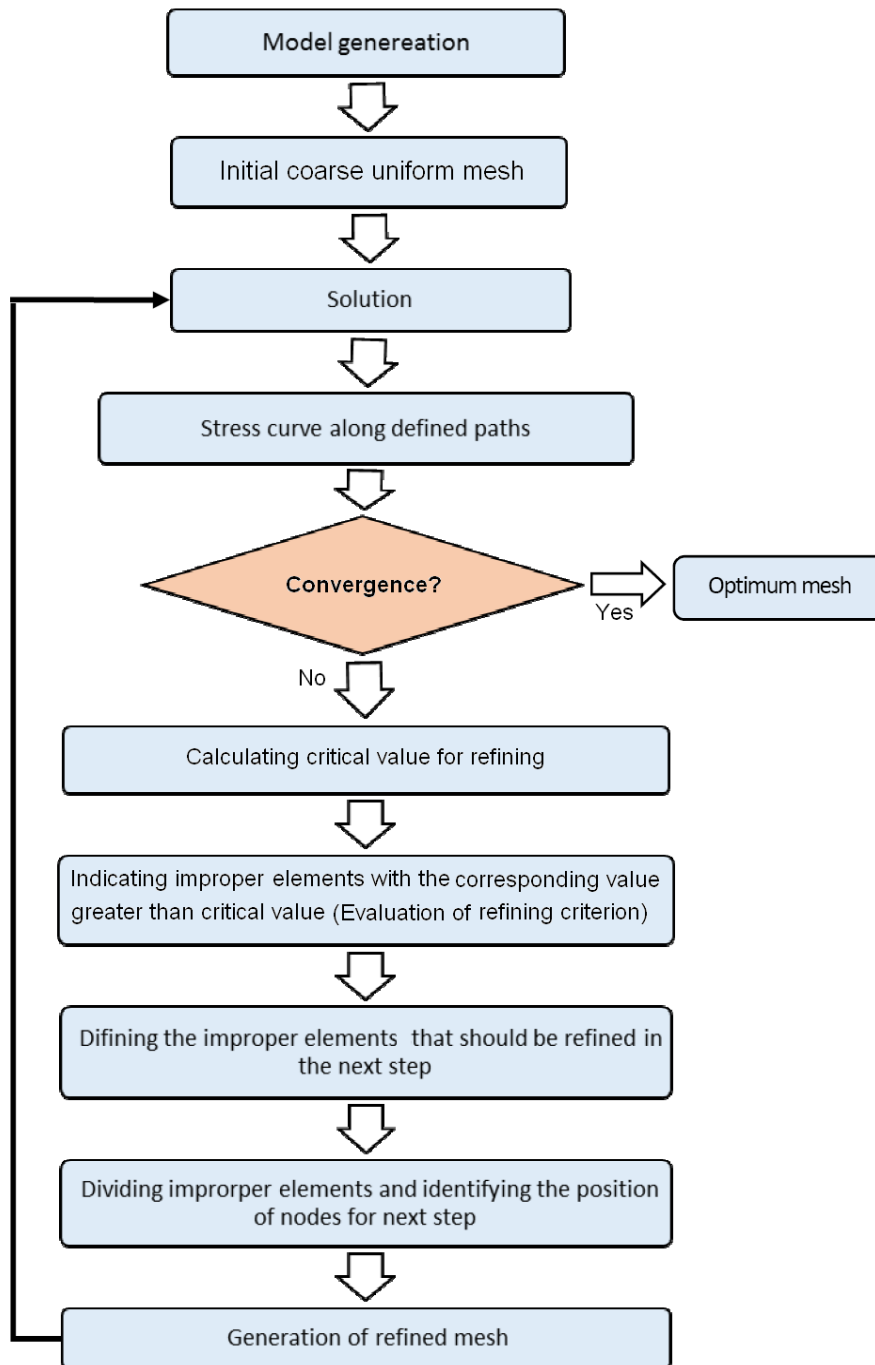 Model genereation
Initial coarse uniform mesh
Solution
Stress curve along defined paths
Convergence?
Yes
Optimum mesh
No
Calculating critical value for refining
Indicating improper elements with the corresponding value
greater than critical value (Evaluation of refining criterion)
Difining the improper elements that should be refined in
the next step
Dividing improrper elements and identifying the position
of nodes for next step
Generation of refined mesh